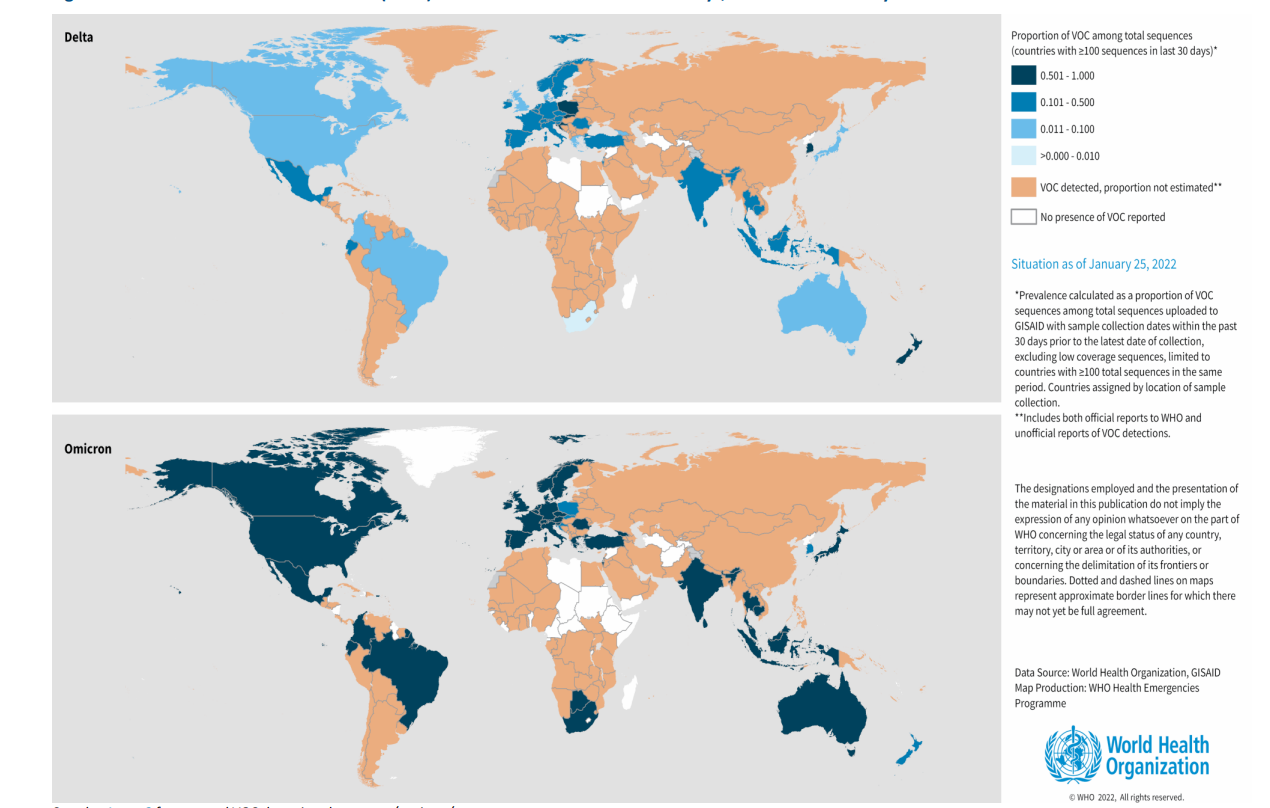 Delta
Proportion of VOC among total sequences
(countries with ≥100 sequences in last 30 days)*
0.501 - 1.000
0.101 - 0.500
0.011 - 0.100
>0.000 - 0.010
VOC detected, proportion not estimated**
No presence of VOC reported
Situation as of January 25, 2022
*Prevalence calculated as a proportion of VOC
sequences among total sequences uploaded to
GISAID with sample collection dates within the past
30 days prior to the latest date of collection,
excluding low coverage sequences, limited to
countries with ≥100 total sequences in the same
period. Countries assigned by location of sample
collection.
**Includes both official reports to WHO and
unofficial reports of VOC detections.
Omicron
The designations employed and the presentation of
the material in this publication do not imply the
expression of any opinion whatsoever on the part of
WHO concerning the legal status of any country,
territory, city or area or of its authorities, or
concerning the delimitation of its frontiers or
boundaries. Dotted and dashed lines on maps
represent approximate border lines for which there
may not yet be full agreement.
Data Source: World Health Organization, GISAID
Map Production: WHO Health Emergencies
Programme
World Health
Organization
© WHO 2022, All rights reserved.